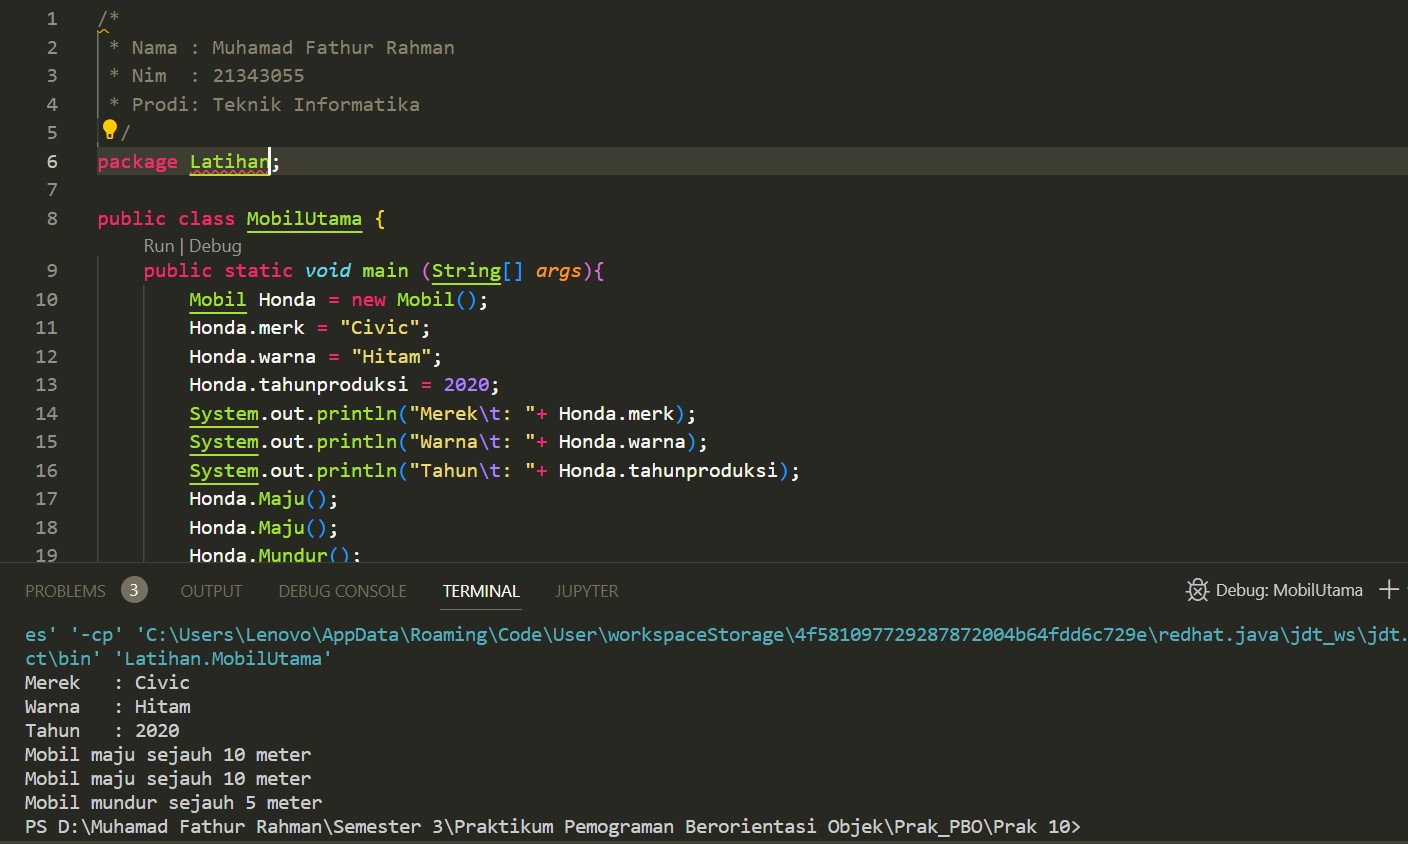 1 /*
2  * Nama : Muhamad Fathur Rahman
3  * Nim  : 21343055
4  * Prodi: Teknik Informatika
5 /
6 package Latihan;
7
8 public class MobilUtama {
Run | Debug
9     public static void main (String[] args){
10         Mobil Honda = new Mobil();
11         Honda.merk = "Civic";
12         Honda.warna = "Hitam";
13         Honda.tahunproduksi = 2020;
14         System.out.println("Merek\t: "+ Honda.merk);
15         System.out.println("Warna\t: "+ Honda.warna);
16         System.out.println("Tahun\t: "+ Honda.tahunproduksi);
17         Honda.Maju();
18         Honda.Maju();
19         Honda.Mundur();
PROBLEMS 3 OUTPUT DEBUG CONSOLE TERMINAL JUPYTER Debug: MobilUtama
es' '-cp' 'C:\Users\Lenovo\AppData\Roaming\Code\User\workspaceStorage\4f581097729287872004b64fdd6c729e\redhat.java\jdt_ws\jdt.
ct\bin' 'Latihan.MobilUtama'
Merek   : Civic
Warna   : Hitam
Tahun   : 2020
Mobil maju sejauh 10 meter
Mobil maju sejauh 10 meter
Mobil mundur sejauh 5 meter
PS D:\Muhamad Fathur Rahman\Semester 3\Praktikum Pemograman Berorientasi Objek\Prak_PBO\Prak 10>